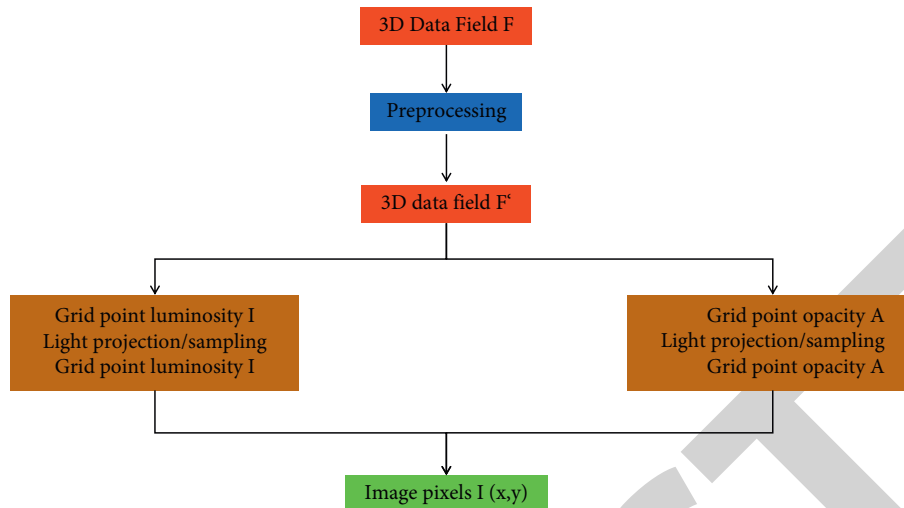 3D Data Field F
Preprocessing
3D data field F‘
Grid point luminosity I
Light projection/sampling
Grid point luminosity I
Grid point opacity A
Light projection/sampling
Grid point opacity A
Image pixels I (x,y)